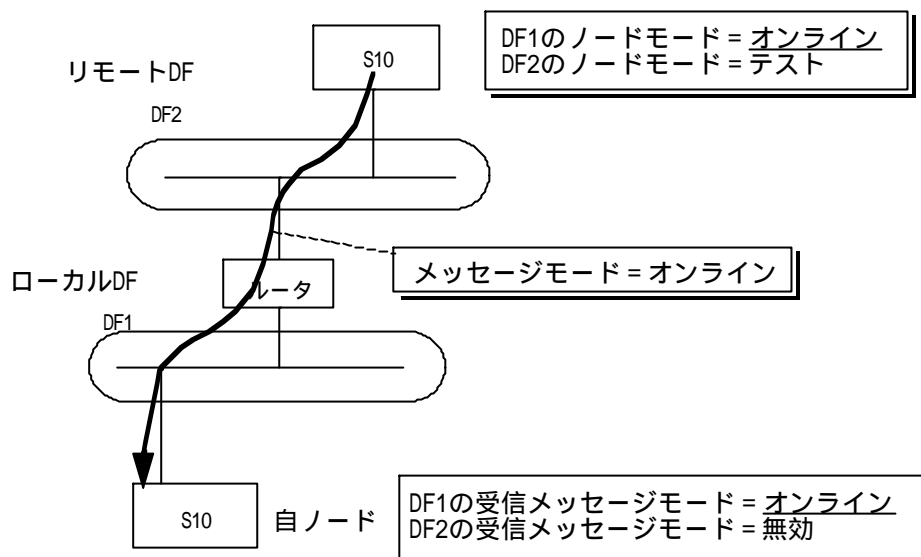 S10
DF1のノードモード = オンライン
DF2のノードモード = テスト
リモートDF
DF2
メッセージモード = オンライン
ローカルDF
ルータ
DF1
S10
自ノード
DF1の受信メッセージモード = オンライン
DF2の受信メッセージモード = 無効